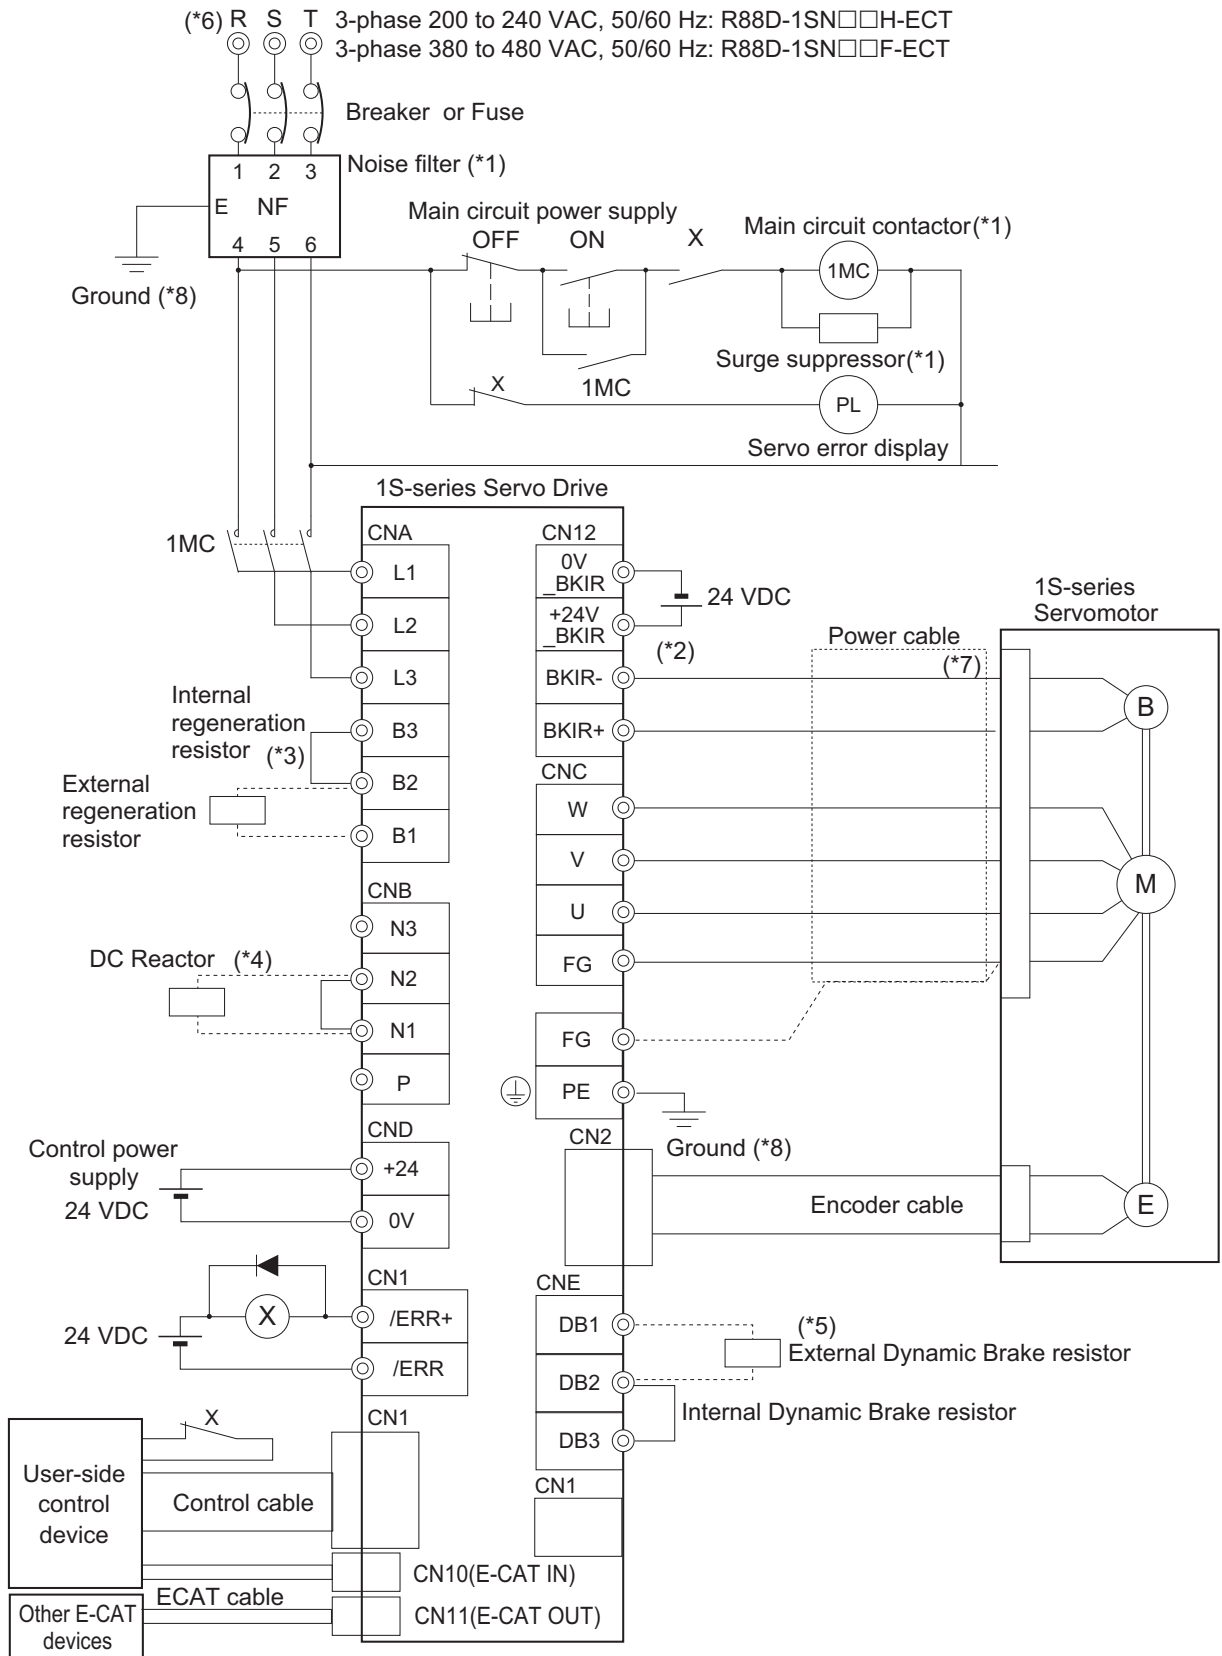 (*6) R S T 3-phase 200 to 240 VAC, 50/60 Hz: R88D-1SN□□H-ECT
3-phase 380 to 480 VAC, 50/60 Hz: R88D-1SN□□F-ECT
Breaker or Fuse
1 2 3
Noise filter (*1)
E NF
4 5 6
Ground (*8)
Main circuit power supply
OFF ON X
Main circuit contactor(*1)
1MC
Surge suppressor(*1)
X
1MC
PL
Servo error display
1S-series Servo Drive
1MC
CNA
L1
L2
L3
B3
B2
B1
Internal
regeneration
resistor (*3)
External
regeneration
resistor
CNB
N3
N2
N1
P
DC Reactor (*4)
CND
+24
0V
Control power
supply
24 VDC
CN1
/ERR+
/ERR
X
24 VDC
CN1
X
User-side
control
device
Control cable
CN10(E-CAT IN)
ECAT cable
CN11(E-CAT OUT)
Other E-CAT
devices
CN12
0V
_BKIR
+24V
_BKIR
BKIR-
BKIR+
24 VDC
(*2)
CNC
W
V
U
FG
FG
PE
Ground (*8)
Power cable
(*7)
1S-series
Servomotor
B
M
E
CN2
Encoder cable
CNE
DB1
DB2
DB3
(*5)
External Dynamic Brake resistor
Internal Dynamic Brake resistor
CN1